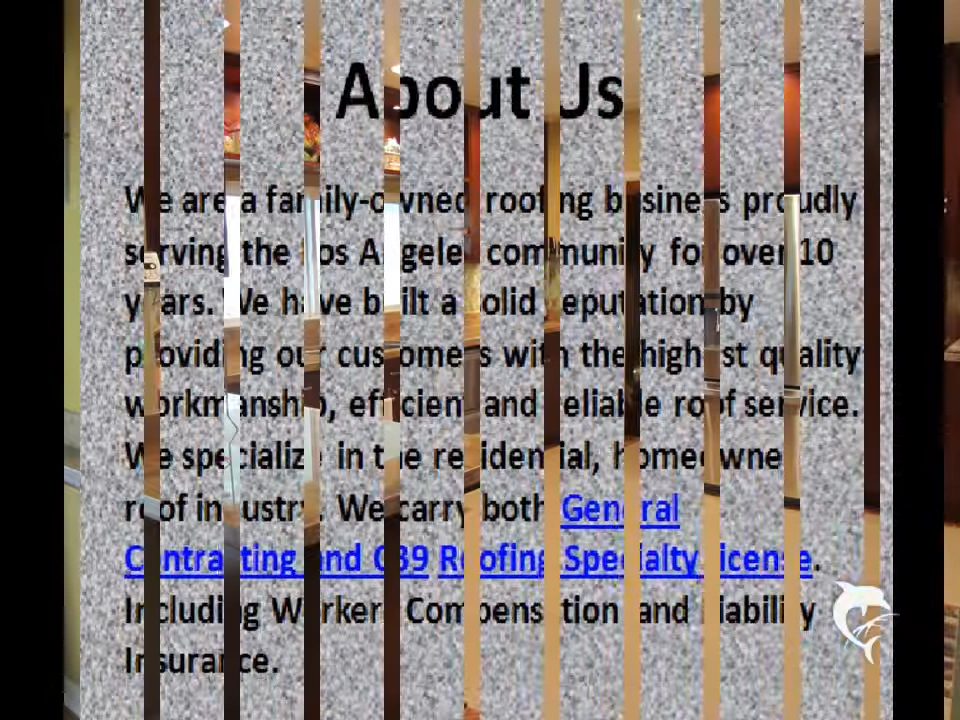 About Us
We are a family-owned roofing business proudly
serving the Los Angeles community for over 10
years. We have built a solid reputation by
providing our customers with the highest quality
workmanship, efficient and reliable roof service.
We specialize in the residential, homeowner
roof industry. We carry both General
Contracting and C39 Roofing Specialty license.
Including Workers Compensation and Liability
Insurance.